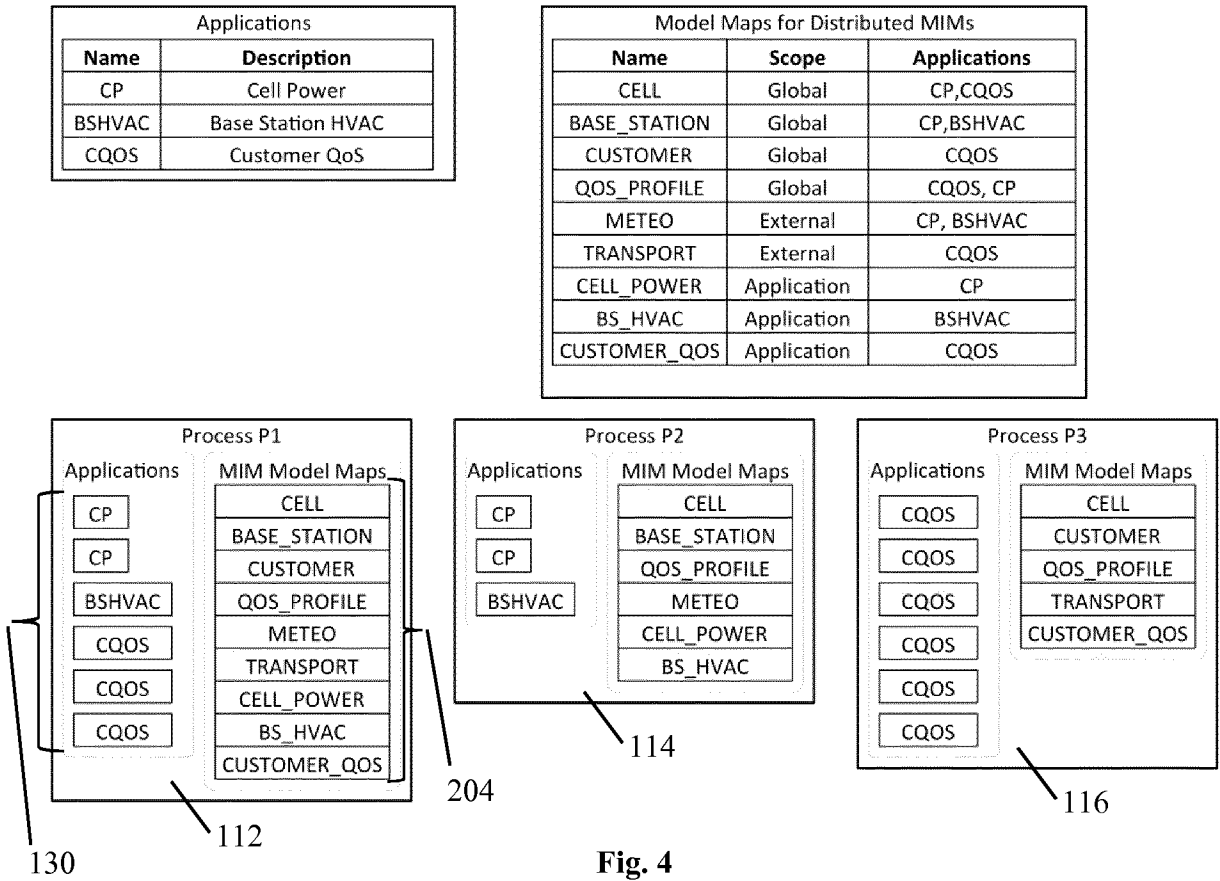 Applications
Name Description
CP Cell Power
BSHVAC Base Station HVAC
CQOS Customer QoS
Model Maps for Distributed MIMs
Name Scope Applications
CELL Global CP,CQOS
BASE_STATION Global CP,BSHVAC
CUSTOMER Global CQOS
QOS_PROFILE Global CQOS, CP
METEO External CP, BSHVAC
TRANSPORT External CQOS
CELL_POWER Application CP
BS_HVAC Application BSHVAC
CUSTOMER_QOS Application CQOS
Process P1
Applications
CP
CP
BSHVAC
CQOS
CQOS
CQOS
MIM Model Maps
CELL
BASE_STATION
CUSTOMER
QOS_PROFILE
METEO
TRANSPORT
CELL_POWER
BS_HVAC
CUSTOMER_QOS
130
112
204
Process P2
Applications
CP
CP
BSHVAC
MIM Model Maps
CELL
BASE_STATION
QOS_PROFILE
METEO
CELL_POWER
BS_HVAC
114
Process P3
Applications
CQOS
CQOS
CQOS
CQOS
CQOS
CQOS
MIM Model Maps
CELL
CUSTOMER
QOS_PROFILE
TRANSPORT
CUSTOMER_QOS
116
Fig. 4